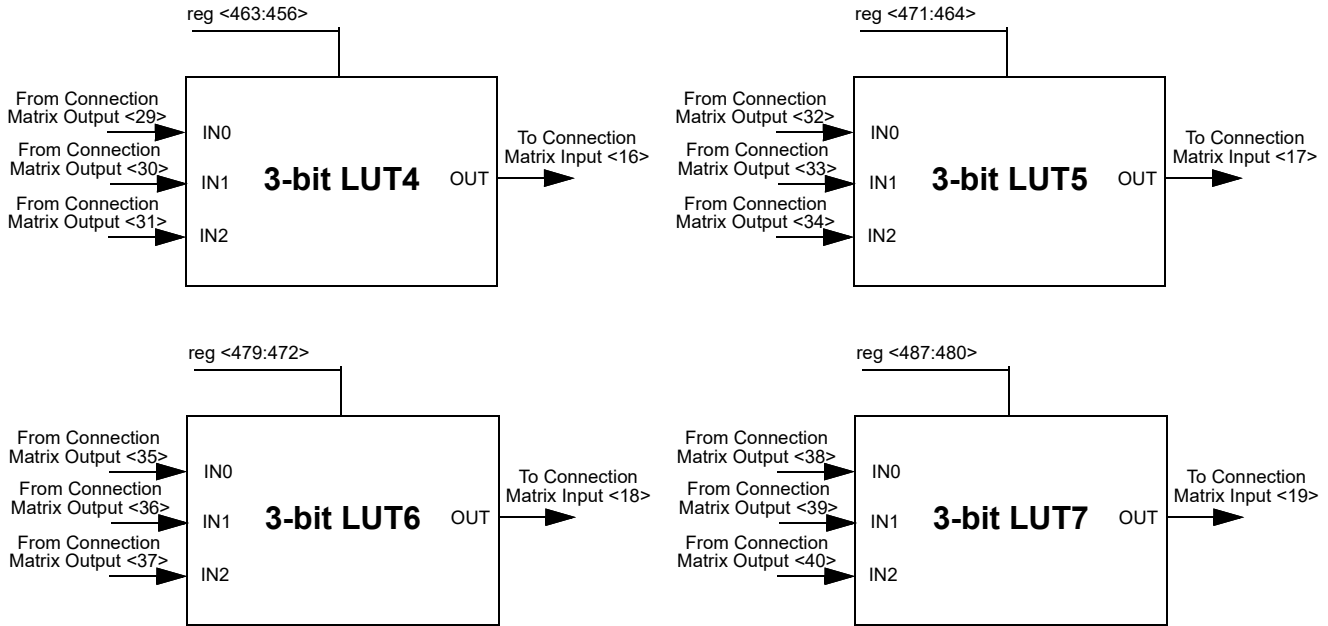 reg <463:456>
From Connection
Matrix Output <29>
IN0
From Connection
Matrix Output <30>
IN1
From Connection
Matrix Output <31>
IN2
3-bit LUT4
OUT
To Connection
Matrix Input <16>
reg <471:464>
From Connection
Matrix Output <32>
IN0
From Connection
Matrix Output <33>
IN1
From Connection
Matrix Output <34>
IN2
3-bit LUT5
OUT
To Connection
Matrix Input <17>
reg <479:472>
From Connection
Matrix Output <35>
IN0
From Connection
Matrix Output <36>
IN1
From Connection
Matrix Output <37>
IN2
3-bit LUT6
OUT
To Connection
Matrix Input <18>
reg <487:480>
From Connection
Matrix Output <38>
IN0
From Connection
Matrix Output <39>
IN1
From Connection
Matrix Output <40>
IN2
3-bit LUT7
OUT
To Connection
Matrix Input <19>